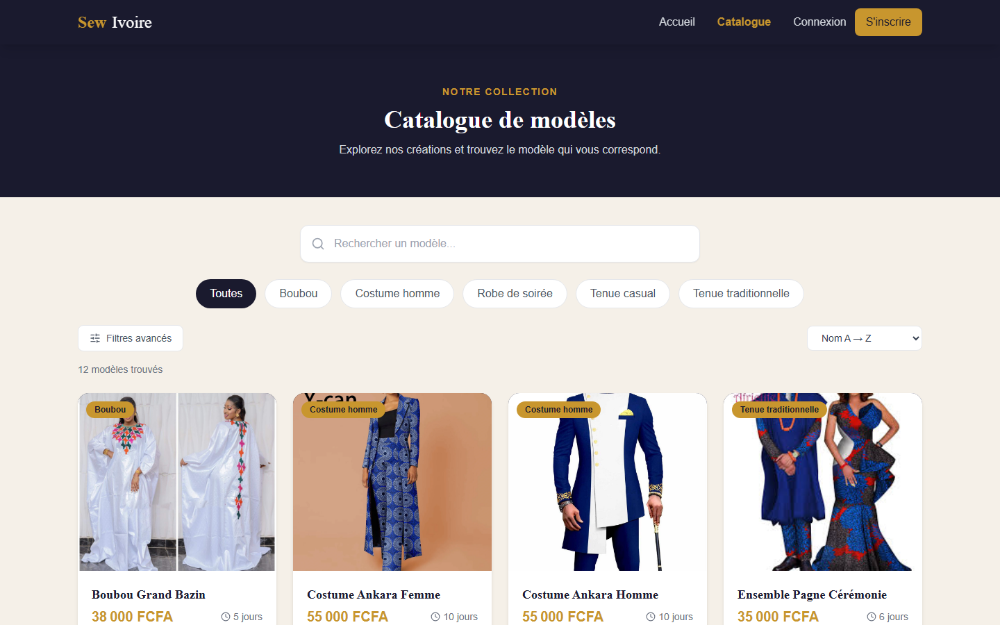 Sew Ivoire
Accueil Catalogue Connexion S'inscrire
NOTRE COLLECTION
Catalogue de modèles
Explorez nos créations et trouvez le modèle qui vous correspond.
Rechercher un modèle...
Toutes Boubou Costume homme Robe de soirée Tenue casual Tenue traditionnelle
Filtres avancés Nom A → Z
12 modèles trouvés
Boubou Costume homme Costume homme Tenue traditionnelle
Boubou Grand Bazin Costume Ankara Femme Costume Ankara Homme Ensemble Pagne Cérémonie
38 000 FCFA 5 jours 55 000 FCFA 10 jours 55 000 FCFA 10 jours 35 000 FCFA 6 jours